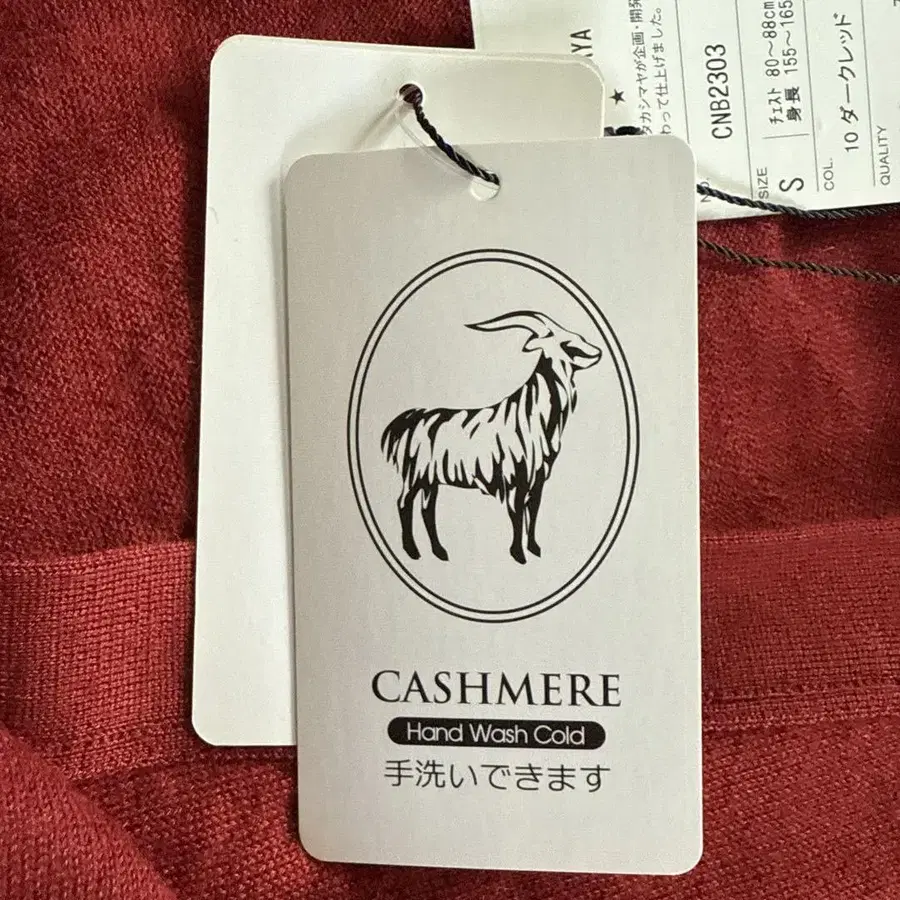 CASHMERE
Hand Wash Cold
手洗いできます
AYA
★
タカシマヤが企画・開発
わって仕上げました。
CNB2303
SIZE
S
チェスト 80～88cm
身長 155～165
COL.
10 ダークレッド
QUALITY